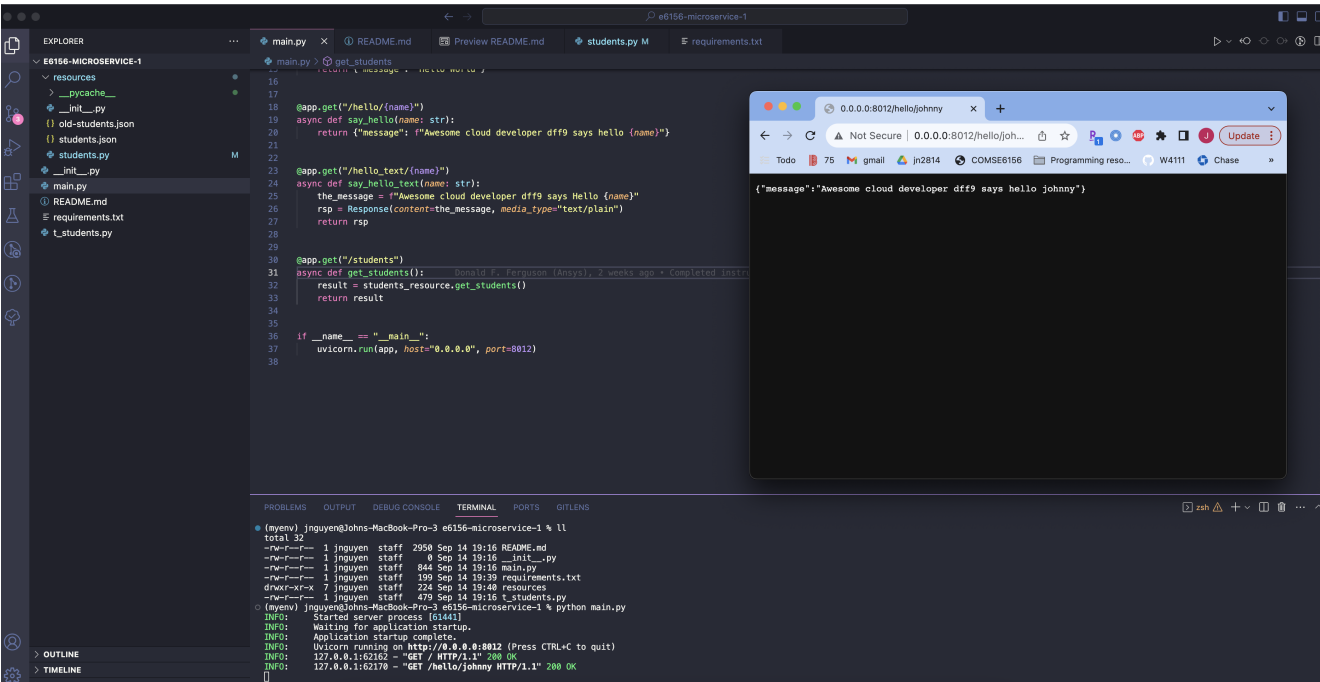 e6156-microservice-1
EXPLORER
E6156-MICROSERVICE-1
resources
__pycache__
__init__.py
old-students.json
students.json
students.py M
__init__.py
main.py
README.md
requirements.txt
t_students.py
OUTLINE
TIMELINE
main.py
README.md
Preview README.md
students.py M
requirements.txt
main.py > get_students
15 return {"message": "Hello World"}
16
17
18 @app.get("/hello/{name}")
19 async def say_hello(name: str):
20 return {"message": f"Awesome cloud developer dff9 says hello {name}"}
21
22
23 @app.get("/hello_text/{name}")
24 async def say_hello_text(name: str):
25 the_message = f"Awesome cloud developer dff9 says Hello {name}"
26 rsp = Response(content=the_message, media_type="text/plain")
27 return rsp
28
29
30 @app.get("/students")
31 async def get_students(): Donald F. Ferguson (Ansys), 2 weeks ago • Completed instr
32 result = students_resource.get_students()
33 return result
34
35
36 if __name__ == "__main__":
37 uvicorn.run(app, host="0.0.0.0", port=8012)
38
0.0.0.0:8012/hello/johnny
Not Secure | 0.0.0.0:8012/hello/joh... Update
Todo 75 gmail jn2814 COMSE6156 Programming reso... W4111 Chase »
{"message":"Awesome cloud developer dff9 says hello johnny"}
PROBLEMS OUTPUT DEBUG CONSOLE TERMINAL PORTS GITLENS
zsh
(myenv) jnguyen@Johns-MacBook-Pro-3 e6156-microservice-1 % ll
total 32
-rw-r--r-- 1 jnguyen staff 2950 Sep 14 19:16 README.md
-rw-r--r-- 1 jnguyen staff 0 Sep 14 19:16 __init__.py
-rw-r--r-- 1 jnguyen staff 844 Sep 14 19:16 main.py
-rw-r--r-- 1 jnguyen staff 199 Sep 14 19:39 requirements.txt
drwxr-xr-x 7 jnguyen staff 224 Sep 14 19:40 resources
-rw-r--r-- 1 jnguyen staff 479 Sep 14 19:16 t_students.py
(myenv) jnguyen@Johns-MacBook-Pro-3 e6156-microservice-1 % python main.py
INFO: Started server process [61441]
INFO: Waiting for application startup.
INFO: Application startup complete.
INFO: Uvicorn running on http://0.0.0.0:8012 (Press CTRL+C to quit)
INFO: 127.0.0.1:62162 - "GET / HTTP/1.1" 200 OK
INFO: 127.0.0.1:62170 - "GET /hello/johnny HTTP/1.1" 200 OK